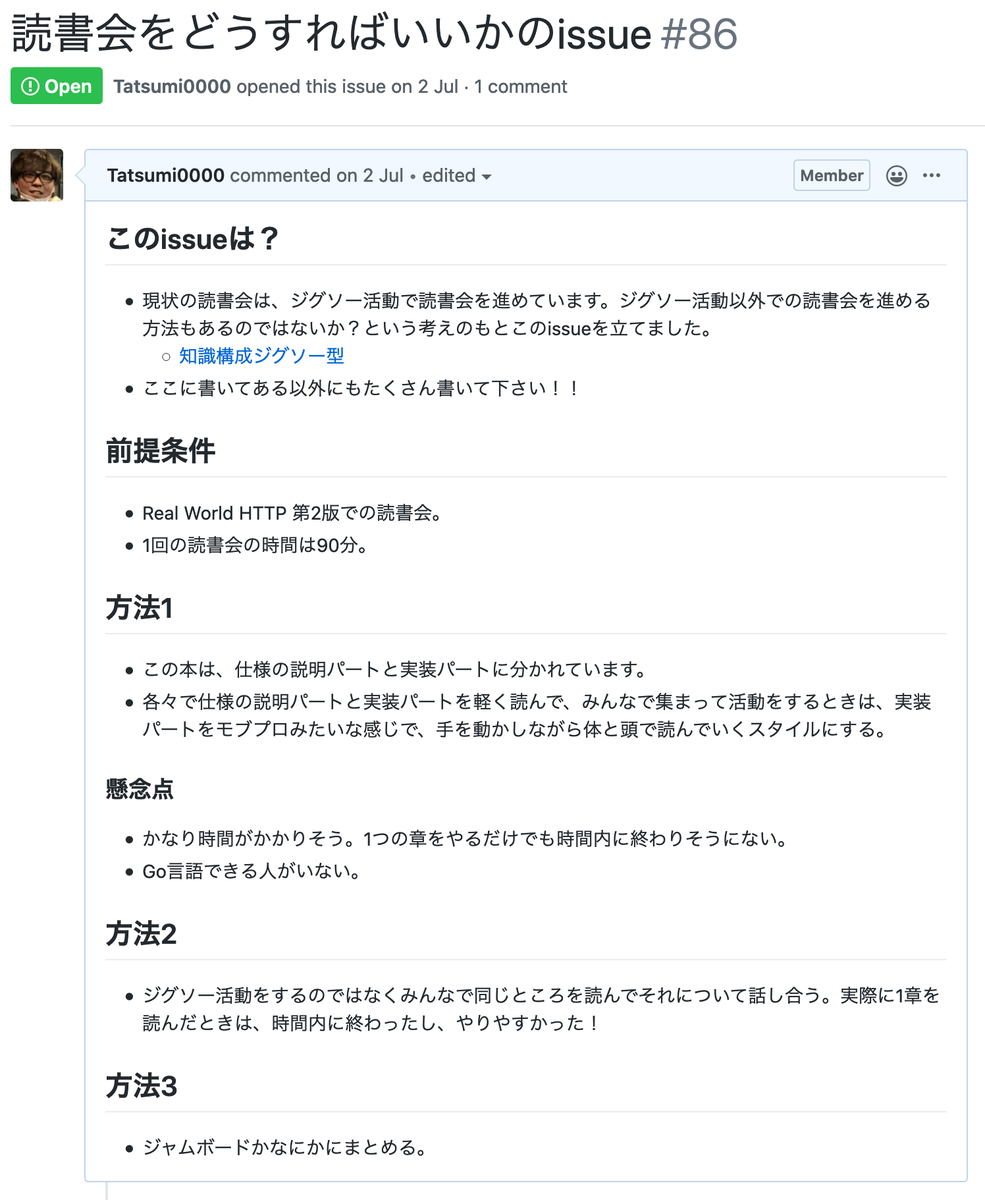 読書会をどうすればいいかのissue #86
Open Tatsumi0000 opened this issue on 2 Jul · 1 comment
Tatsumi0000 commented on 2 Jul • edited Member
このissueは？
現状の読書会は、ジグソー活動で読書会を進めています。ジグソー活動以外での読書会を進める
方法もあるのではないか？という考えのもとこのissueを立てました。
知識構成ジグソー型
ここに書いてある以外にもたくさん書いて下さい！！
前提条件
Real World HTTP 第2版での読書会。
1回の読書会の時間は90分。
方法1
この本は、仕様の説明パートと実装パートに分かれています。
各々で仕様の説明パートと実装パートを軽く読んで、みんなで集まって活動をするときは、実装
パートをモブプロみたいな感じで、手を動かしながら体と頭で読んでいくスタイルにする。
懸念点
かなり時間がかかりそう。1つの章をやるだけでも時間内に終わりそうにない。
Go言語できる人がいない。
方法2
ジグソー活動をするのではなくみんなで同じところを読んでそれについて話し合う。実際に1章を
読んだときは、時間内に終わったし、やりやすかった！
方法3
ジャムボードかなにかにまとめる。